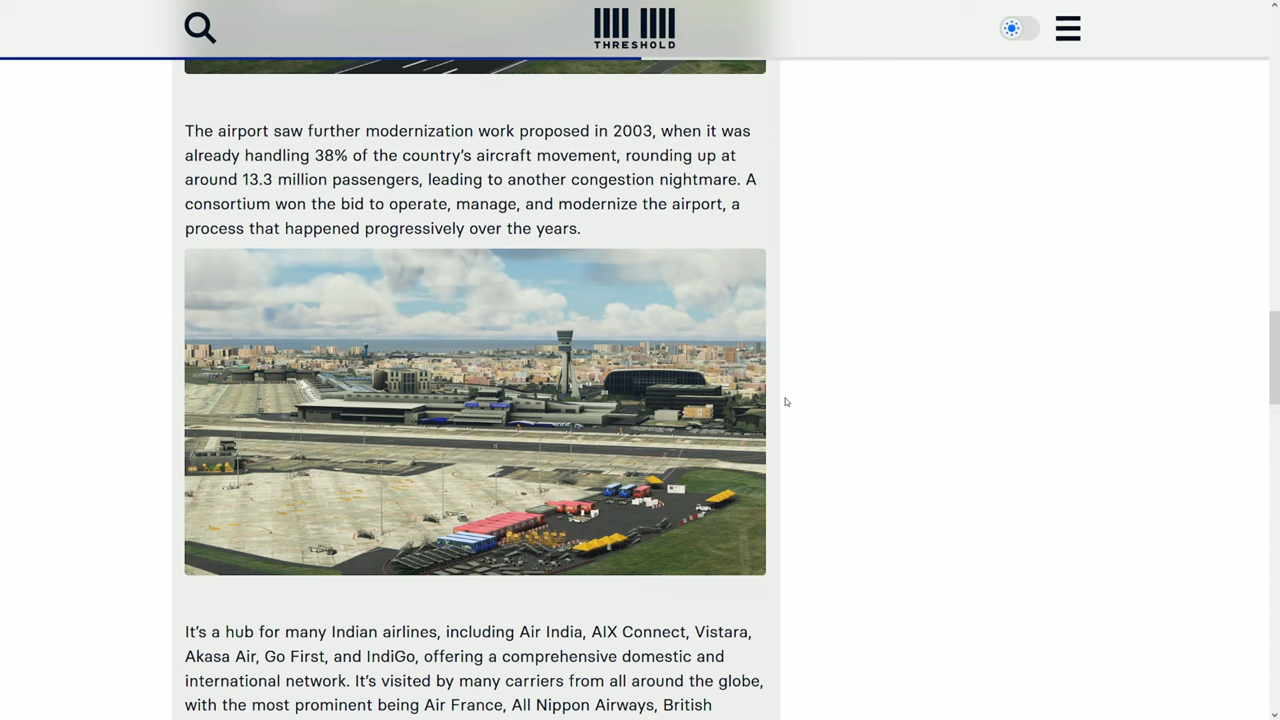 THRESHOLD
The airport saw further modernization work proposed in 2003, when it was
already handling 38% of the country's aircraft movement, rounding up at
around 13.3 million passengers, leading to another congestion nightmare. A
consortium won the bid to operate, manage, and modernize the airport, a
process that happened progressively over the years.
It's a hub for many Indian airlines, including Air India, AIX Connect, Vistara,
Akasa Air, Go First, and IndiGo, offering a comprehensive domestic and
international network. It's visited by many carriers from all around the globe,
with the most prominent being Air France, All Nippon Airways, British